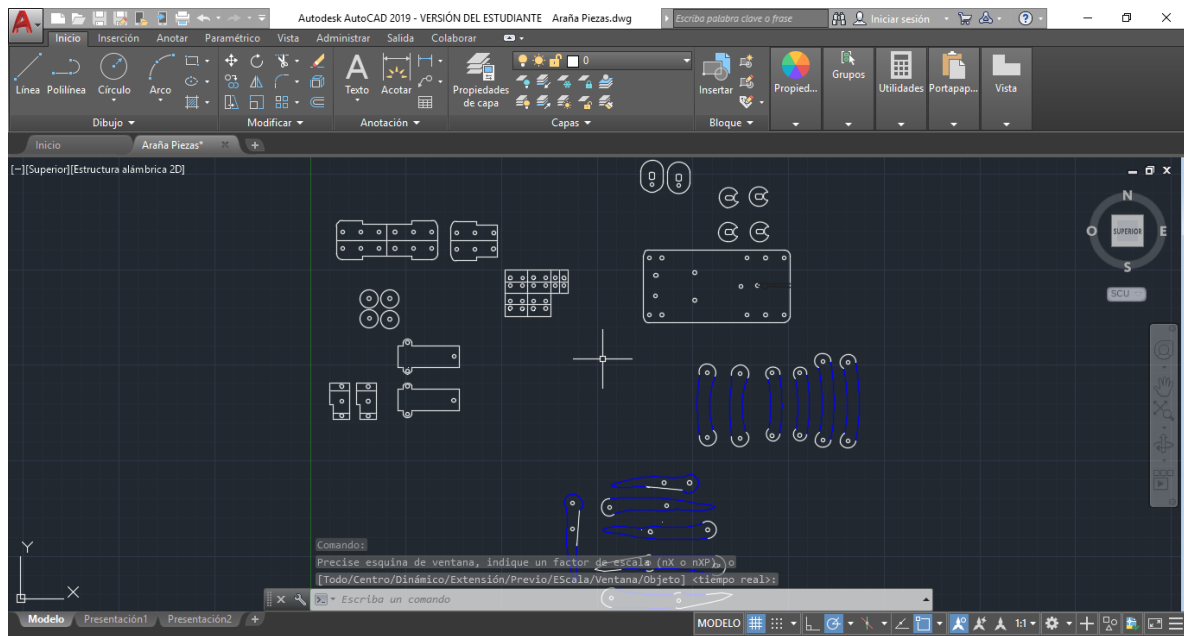 Autodesk AutoCAD 2019 - VERSIÓN DEL ESTUDIANTE Araña Piezas.dwg
Escriba palabra clave o frase
Iniciar sesión
Inicio Inserción Anotar Paramétrico Vista Administrar Salida Colaborar
0
Línea Polilínea Círculo Arco
Texto Acotar
Propiedades de capa
Insertar
Propied...
Grupos
Utilidades
Portapap...
Vista
Dibujo Modificar Anotación Capas Bloque
Inicio Araña Piezas*
[−][Superior][Estructura alámbrica 2D]
N
O SUPERIOR E
S
SCU
Y
X
Comando:
Precise esquina de ventana, indique un factor de escala (nX o nXP), o
[Todo/Centro/Dinámico/Extensión/Previo/EScala/Ventana/Objeto] <tiempo real>:
Escriba un comando
Modelo Presentación1 Presentación2 +
MODELO 1:1